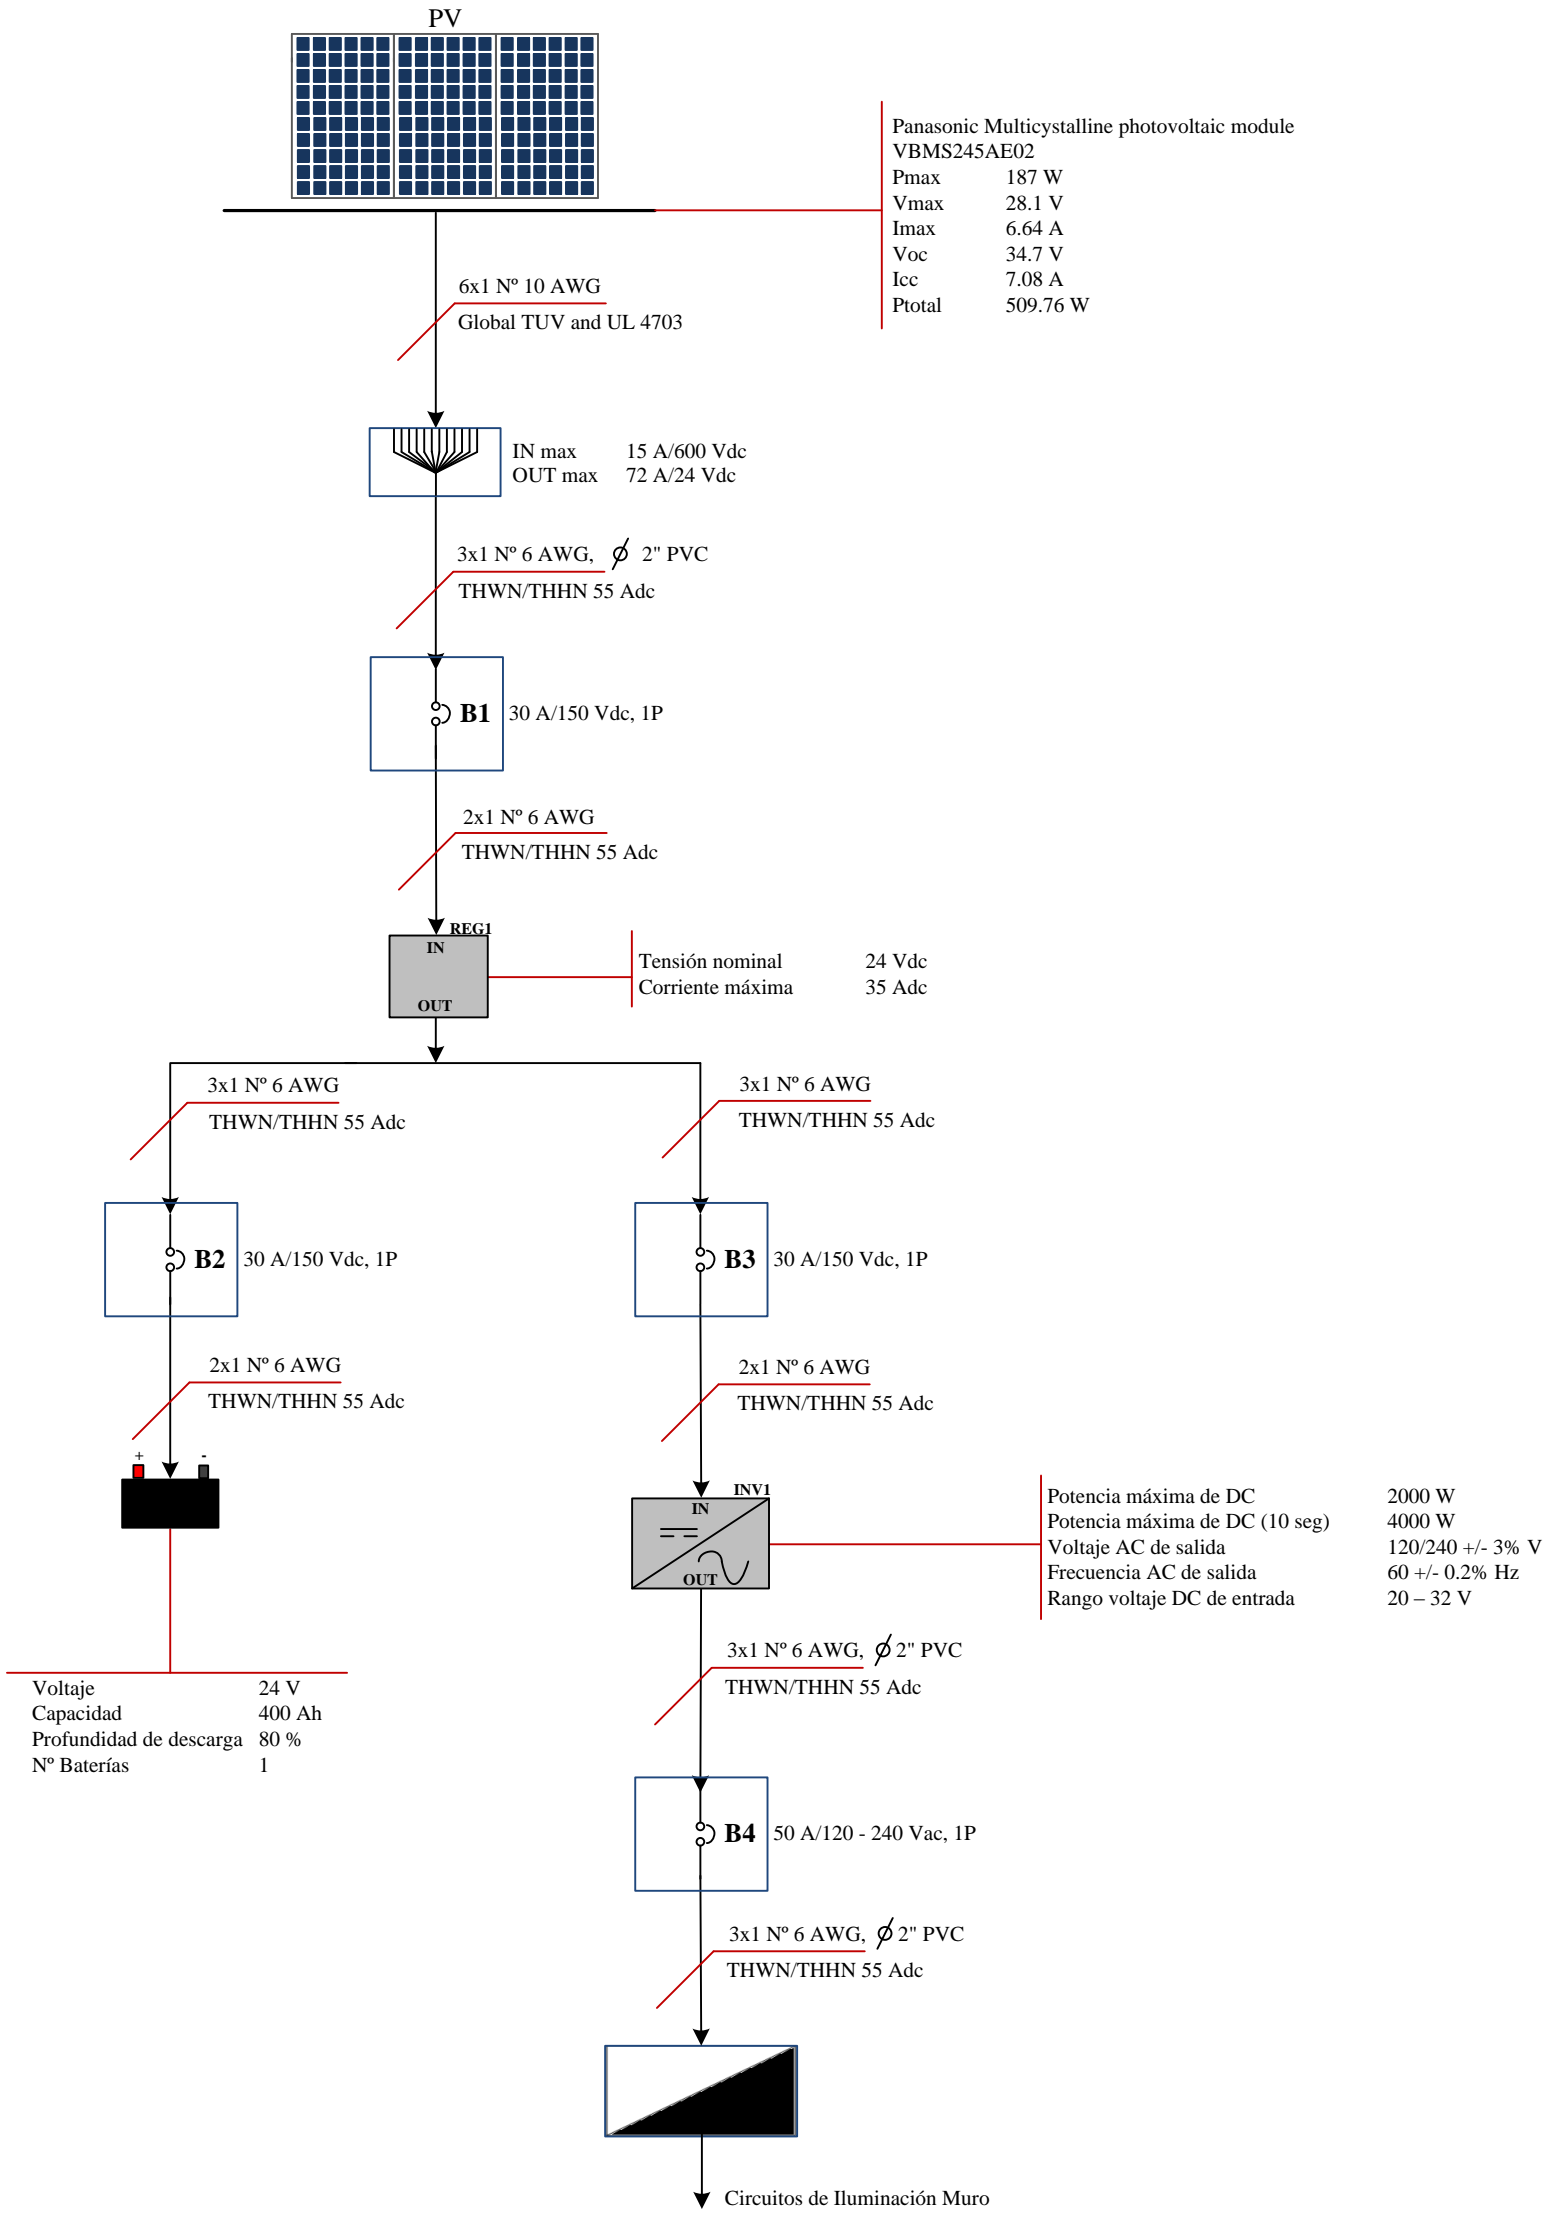 PV
Panasonic Multicystalline photovoltaic module
VBMS245AE02
Pmax 187 W
Vmax 28.1 V
Imax 6.64 A
Voc 34.7 V
Icc 7.08 A
Ptotal 509.76 W
6x1 Nº 10 AWG
Global TUV and UL 4703
IN max 15 A/600 Vdc
OUT max 72 A/24 Vdc
3x1 Nº 6 AWG, ϕ 2" PVC
THWN/THHN 55 Adc
B1 30 A/150 Vdc, 1P
2x1 Nº 6 AWG
THWN/THHN 55 Adc
REG1
IN
OUT
Tensión nominal 24 Vdc
Corriente máxima 35 Adc
3x1 Nº 6 AWG
THWN/THHN 55 Adc
3x1 Nº 6 AWG
THWN/THHN 55 Adc
B2 30 A/150 Vdc, 1P
B3 30 A/150 Vdc, 1P
2x1 Nº 6 AWG
THWN/THHN 55 Adc
2x1 Nº 6 AWG
THWN/THHN 55 Adc
+ -
INV1
IN
OUT
Potencia máxima de DC 2000 W
Potencia máxima de DC (10 seg) 4000 W
Voltaje AC de salida 120/240 +/- 3% V
Frecuencia AC de salida 60 +/- 0.2% Hz
Rango voltaje DC de entrada 20 – 32 V
Voltaje 24 V
Capacidad 400 Ah
Profundidad de descarga 80 %
Nº Baterías 1
3x1 Nº 6 AWG, ϕ 2" PVC
THWN/THHN 55 Adc
B4 50 A/120 - 240 Vac, 1P
3x1 Nº 6 AWG, ϕ 2" PVC
THWN/THHN 55 Adc
Circuitos de Iluminación Muro